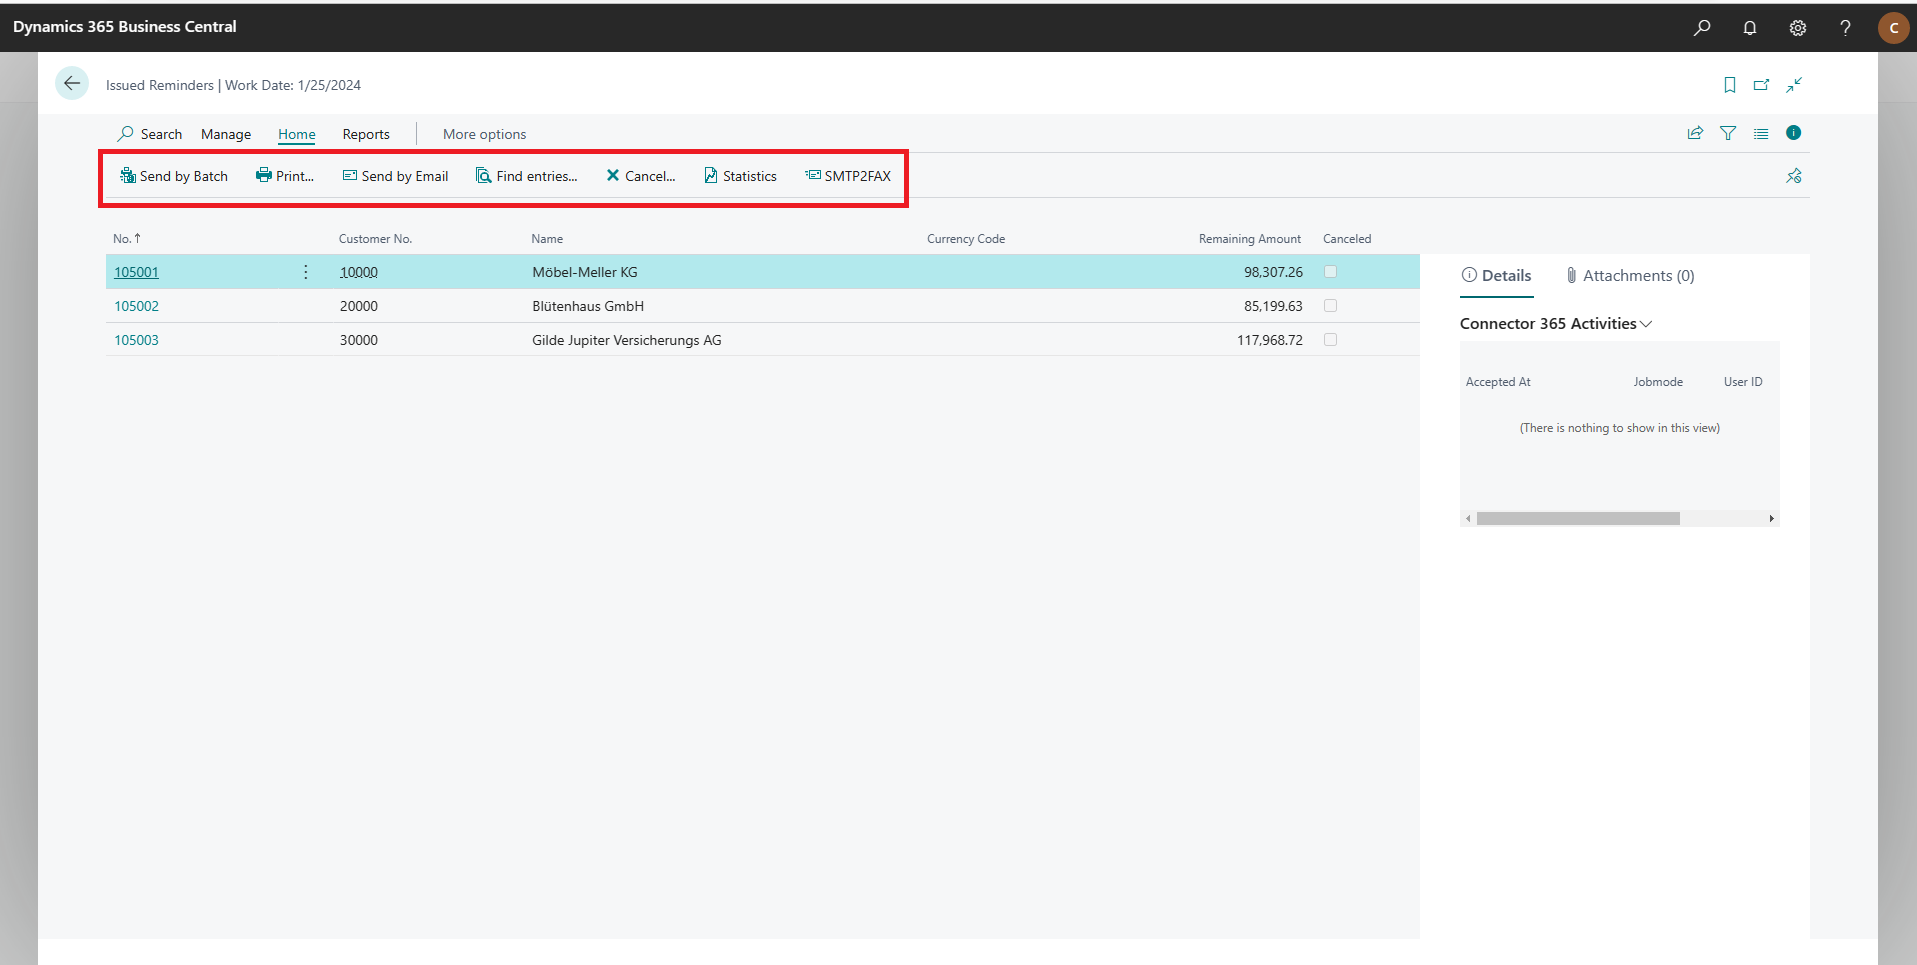 Dynamics 365 Business Central
C
Issued Reminders | Work Date: 1/25/2024
Search Manage Home Reports More options
Send by Batch Print... Send by Email Find entries... Cancel... Statistics SMTP2FAX
No. ↑ Customer No. Name Currency Code Remaining Amount Canceled
105001 10000 Möbel-Meller KG 98,307.26
105002 20000 Blütenhaus GmbH 85,199.63
105003 30000 Gilde Jupiter Versicherungs AG 117,968.72
Details Attachments (0)
Connector 365 Activities
Accepted At Jobmode User ID
(There is nothing to show in this view)